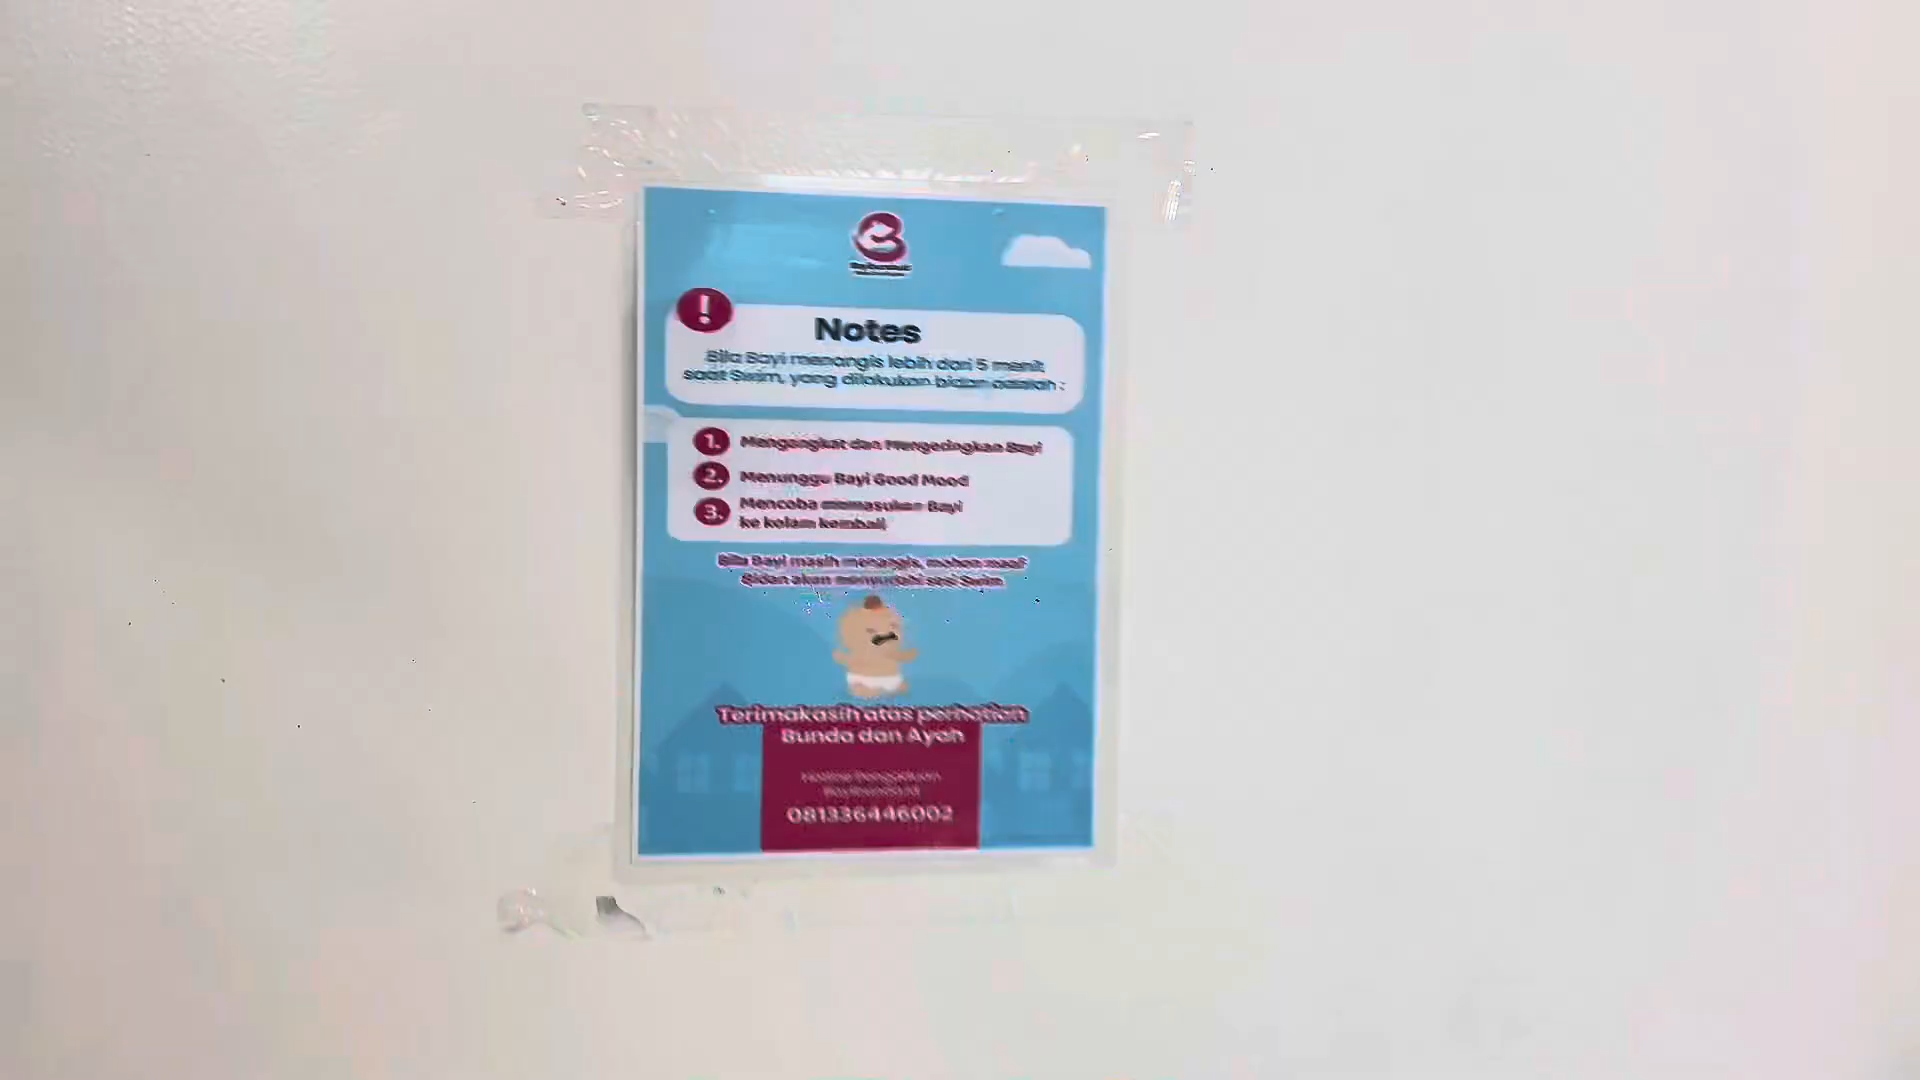 !
Notes
Bila Bayi menangis lebih dari 5 menit
saat Swim, yang dilakukan bidan adalah :
1. Mengangkat dan Mengeringkan Bayi
2. Menunggu Bayi Good Mood
3. Mencoba memasukan Bayi
ke kolam kembali
Bila Bayi masih menangis, mohon maaf
Bidan akan menyudahi sesi Swim
Terimakasih atas perhatian
Bunda dan Ayah
Hotline Pengaduan
081336446002